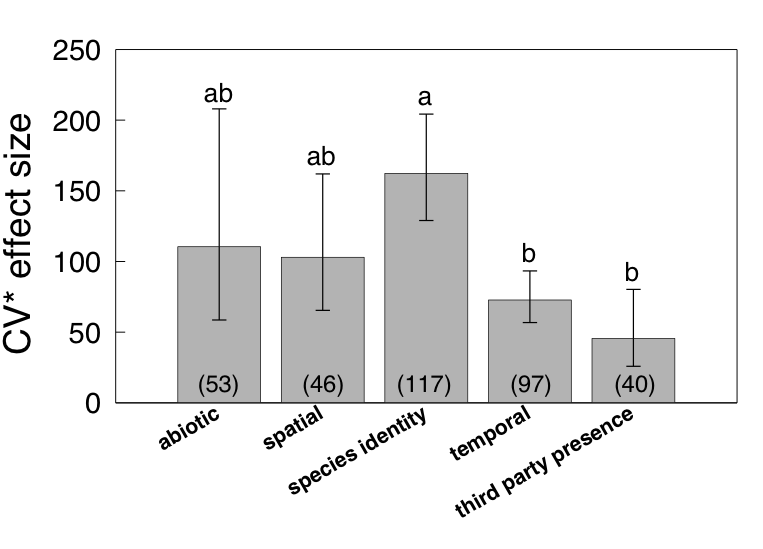 CV* effect size
250
200
150
100
50
0
ab
ab
a
b
b
(53)
(46)
(117)
(97)
(40)
abiotic
spatial
species identity
temporal
third party presence